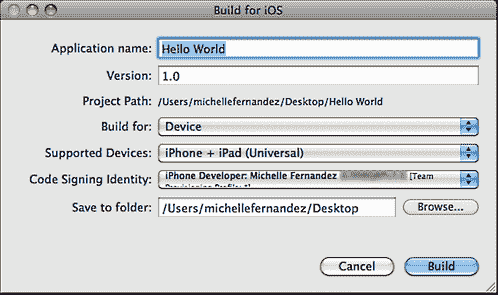 Build for iOS
Application name: Hello World
Version: 1.0
Project Path: /Users/michellefernandez/Desktop/Hello World
Build for: Device
Supported Devices: iPhone + iPad (Universal)
Code Signing Identity: iPhone Developer: Michelle Fernandez [Team
Provisioning Profile: *]
Save to folder: /Users/michellefernandez/Desktop Browse...
Cancel Build